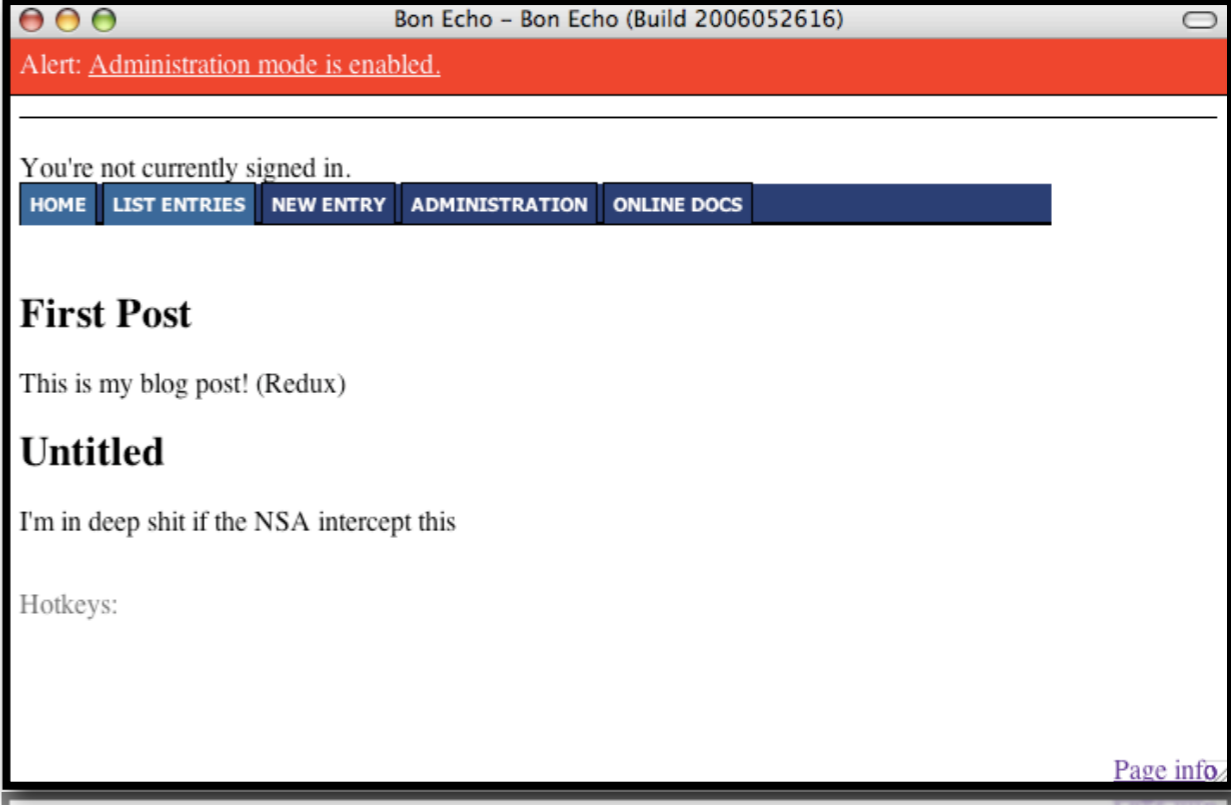 Bon Echo – Bon Echo (Build 2006052616)
Alert: Administration mode is enabled.
You're not currently signed in.
HOME LIST ENTRIES NEW ENTRY ADMINISTRATION ONLINE DOCS
First Post
This is my blog post! (Redux)
Untitled
I'm in deep shit if the NSA intercept this
Hotkeys:
Page info